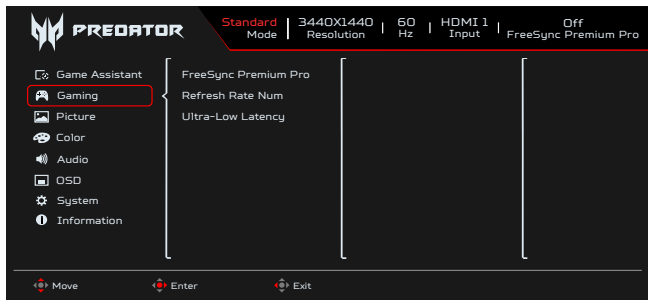 PREDATOR
Standard
Mode
3440X1440
Resolution
60
Hz
HDMI 1
Input
Off
FreeSync Premium Pro
Game Assistant
Gaming
Picture
Color
Audio
OSD
System
Information
FreeSync Premium Pro
Refresh Rate Num
Ultra-Low Latency
Move
Enter
Exit